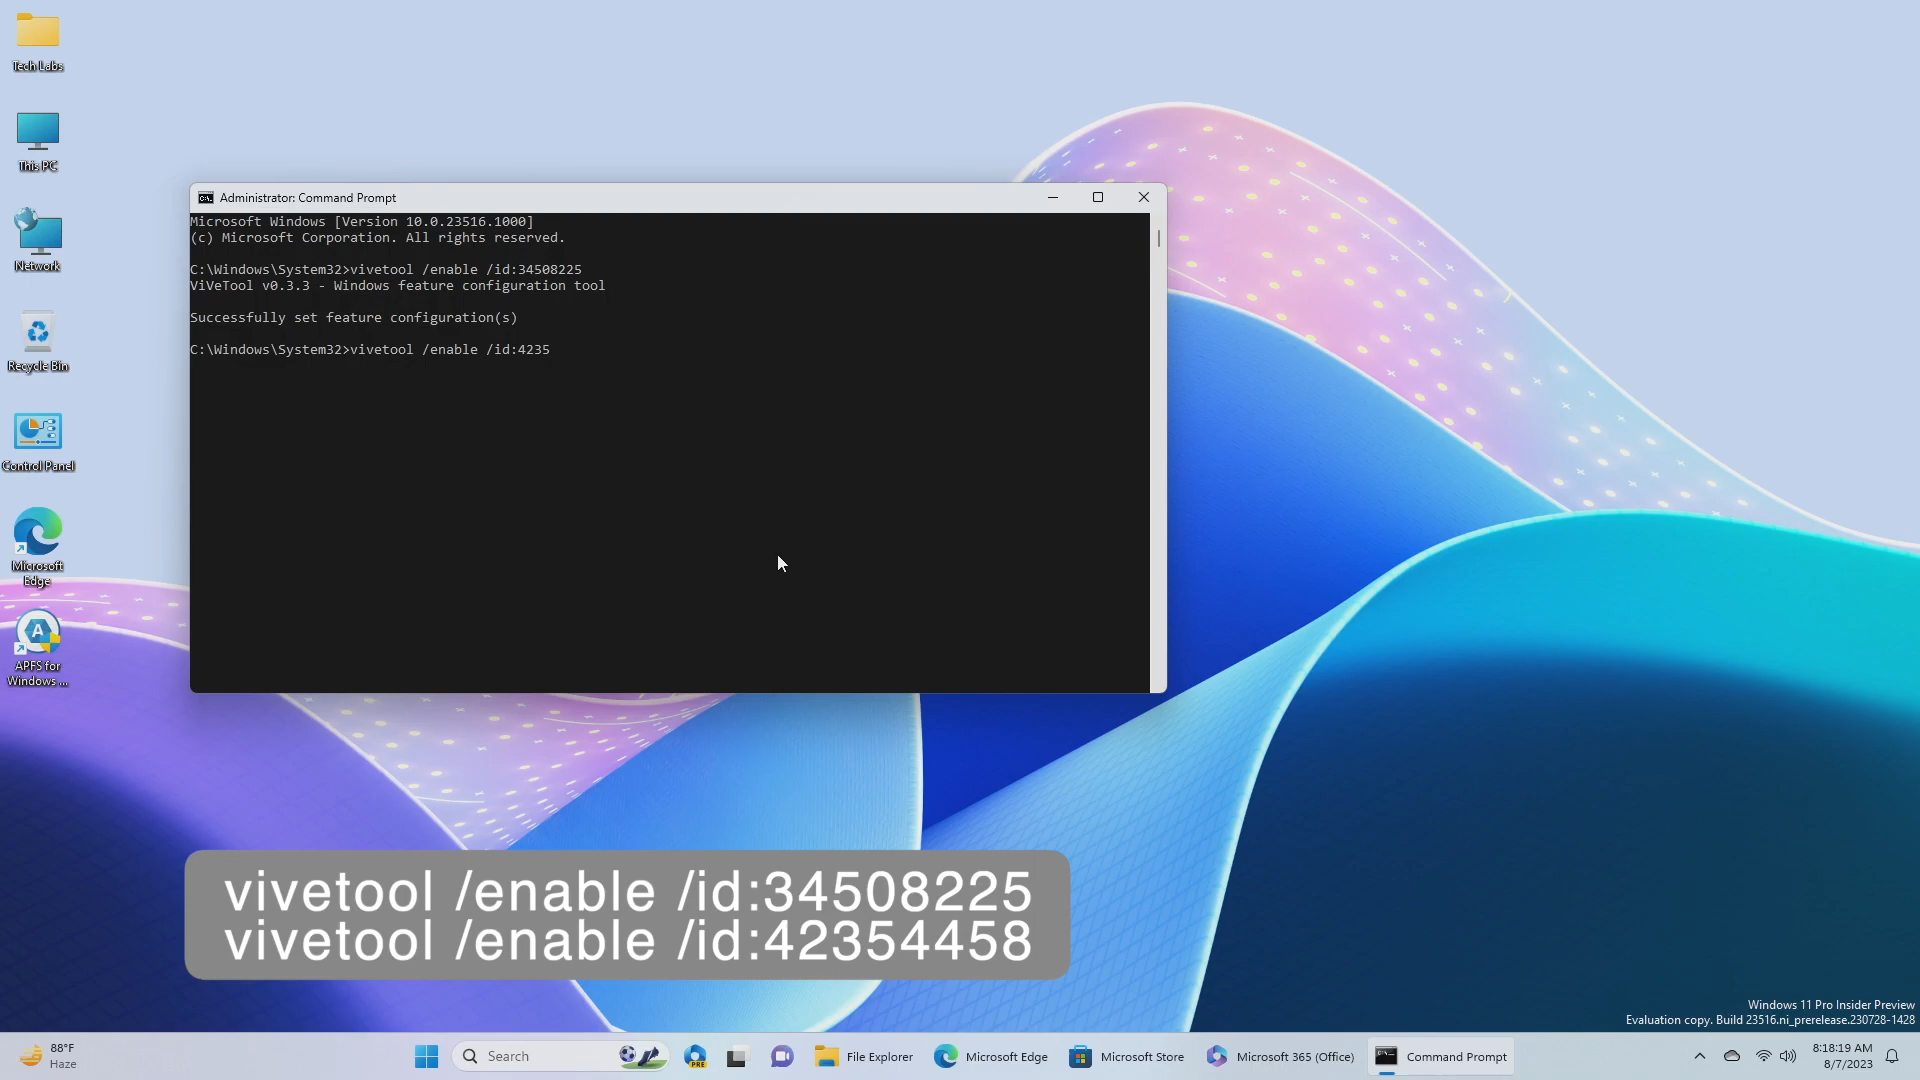 Tech Labs
This PC
Network
Recycle Bin
Control Panel
Microsoft
Edge
APFS for
Windows ...
Administrator: Command Prompt
Microsoft Windows [Version 10.0.23516.1000]
(c) Microsoft Corporation. All rights reserved.
C:\Windows\System32>vivetool /enable /id:34508225
ViVeTool v0.3.3 - Windows feature configuration tool
Successfully set feature configuration(s)
C:\Windows\System32>vivetool /enable /id:4235
vivetool /enable /id:34508225
vivetool /enable /id:42354458
Windows 11 Pro Insider Preview
Evaluation copy. Build 23516.ni_prerelease.230728-1428
88°F
Haze
Search
PRE
File Explorer
Microsoft Edge
Microsoft Store
Microsoft 365 (Office)
Command Prompt
8:18:19 AM
8/7/2023